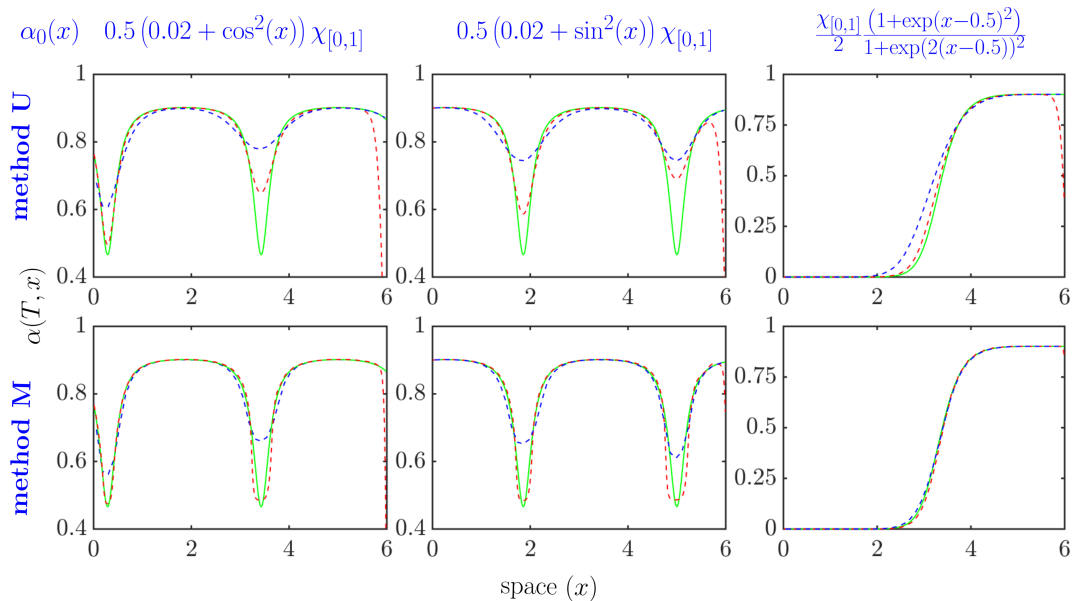 α₀(x) 0.5 (0.02 + cos²(x)) χ[0,1] 0.5 (0.02 + sin²(x)) χ[0,1] χ[0,1]/2 (1+exp(x−0.5)²)/1+exp(2(x−0.5))²
method U
1 0.8 0.6 0.4
0 2 4 6
1 0.8 0.6 0.4
0 2 4 6
1 0.75 0.5 0.25 0
0 2 4 6
α(T, x)
method M
1 0.8 0.6 0.4
0 2 4 6
1 0.8 0.6 0.4
0 2 4 6
1 0.75 0.5 0.25 0
0 2 4 6
space (x)